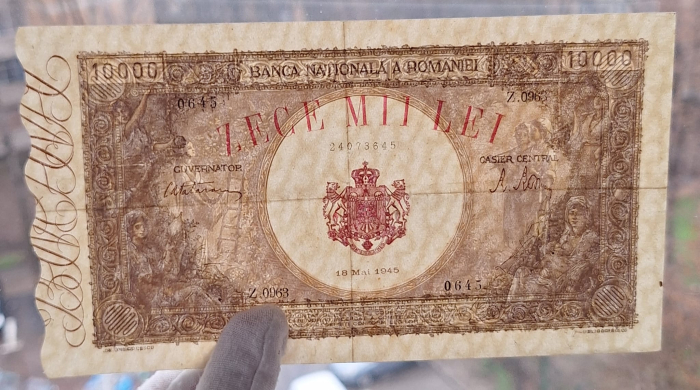 10000 BANCA NAȚIONALĂ A ROMÂNIEI 10000
0645 Z.0963
ZECE MII LEI
24073645
GUVERNATOR CASIER CENTRAL
18 Mai 1945
Z.0963 0645